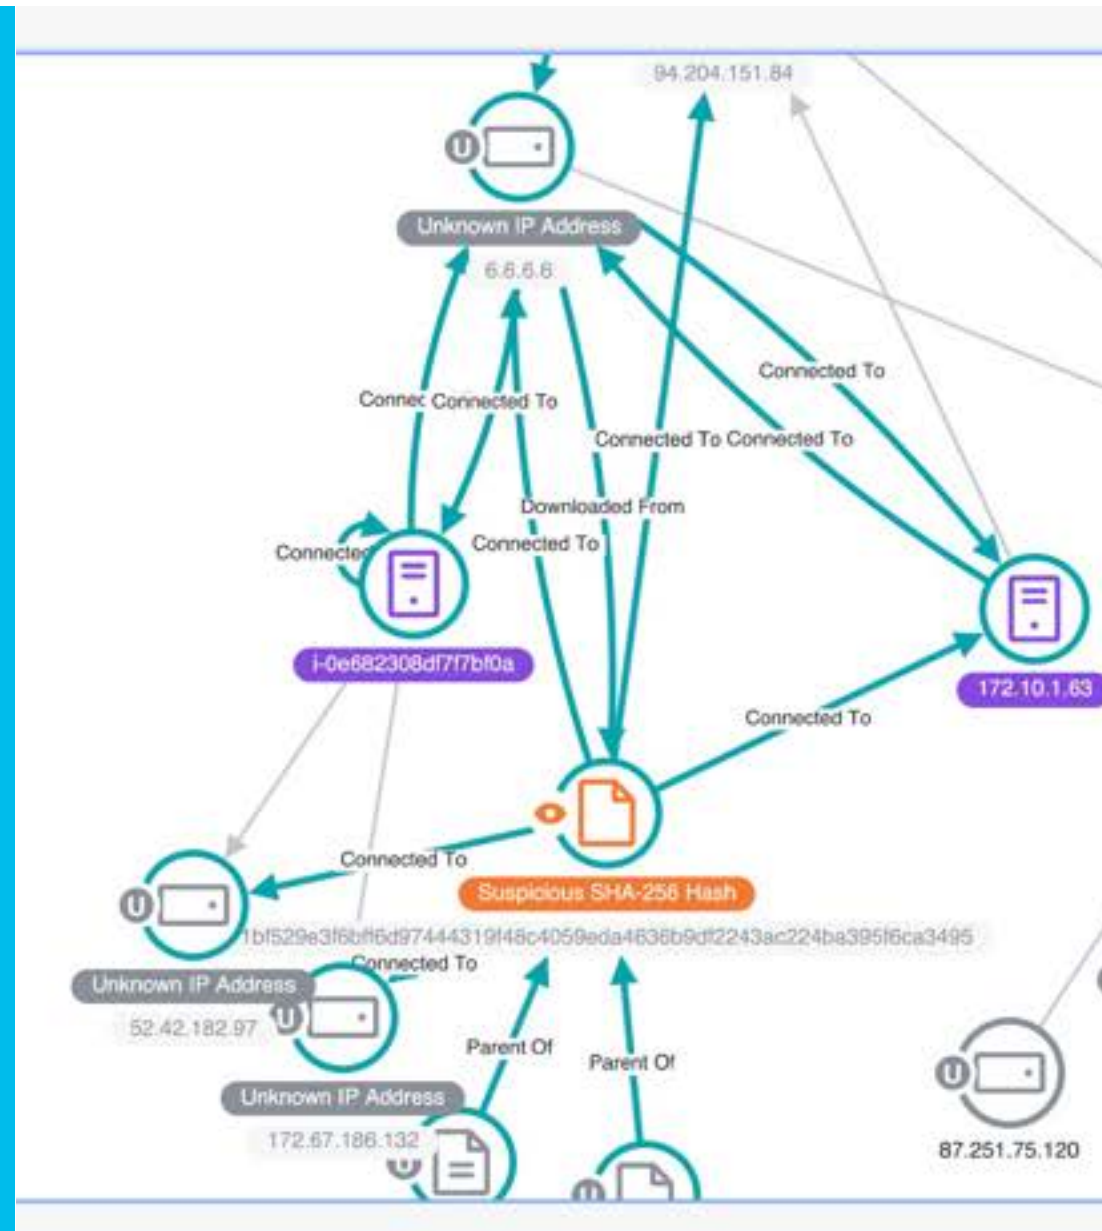 94.204.151.84
U
Unknown IP Address
6.6.6.6
Connected To
Connec Connected To
Connected To Connected To
Downloaded From
Connected To
Connected
i-0e682308df7f7bf0a
172.10.1.63
Connected To
Connected To
Suspicious SHA-256 Hash
U
Connected To
Unknown IP Address
52.42.182.97
U
Parent Of
Parent Of
U
Unknown IP Address
172.67.186.132
87.251.75.120
U